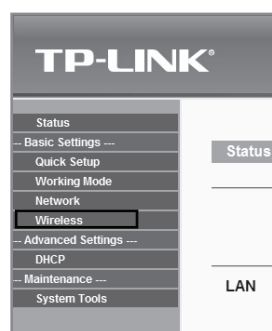 TP-LINK®
Status
-- Basic Settings ---
Quick Setup
Working Mode
Network
Wireless
-- Advanced Settings ---
DHCP
-- Maintenance ---
System Tools
Status
LAN